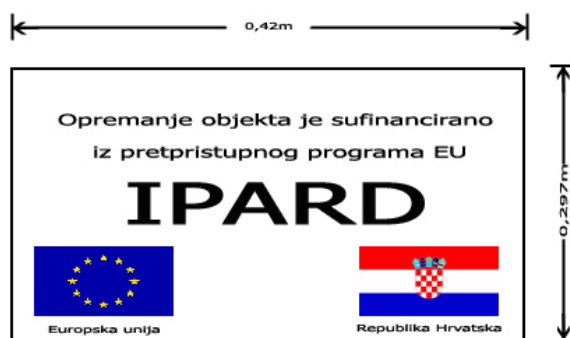 0,42m
Opremanje objekta je sufinancirano
iz pretpristupnog programa EU
IPARD
0,297m
Europska unija
Republika Hrvatska